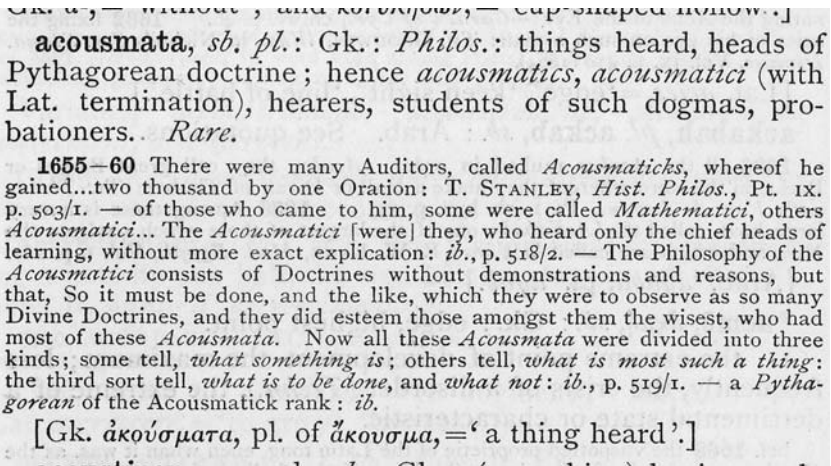 acousmata, sb. pl. : Gk.: Philos.: things heard, heads of
Pythagorean doctrine ; hence acousmatics, acousmatici (with
Lat. termination), hearers, students of such dogmas, pro-
bationers. Rare.
1655–60 There were many Auditors, called Acousmaticks, whereof he
gained...two thousand by one Oration: T. STANLEY, Hist. Philos., Pt. IX.
p. 503/1. — of those who came to him, some were called Mathematici, others
Acousmatici... The Acousmatici [were] they, who heard only the chief heads of
learning, without more exact explication: ib., p. 518/2. — The Philosophy of the
Acousmatici consists of Doctrines without demonstrations and reasons, but
that, So it must be done, and the like, which they were to observe as so many
Divine Doctrines, and they did esteem those amongst them the wisest, who had
most of these Acousmata. Now all these Acousmata were divided into three
kinds; some tell, what something is; others tell, what is most such a thing:
the third sort tell, what is to be done, and what not: ib., p. 519/1. — a Pytha-
gorean of the Acousmatick rank: ib.
[Gk. ἀκούσματα, pl. of ἄκουσμα,=‘a thing heard’.]